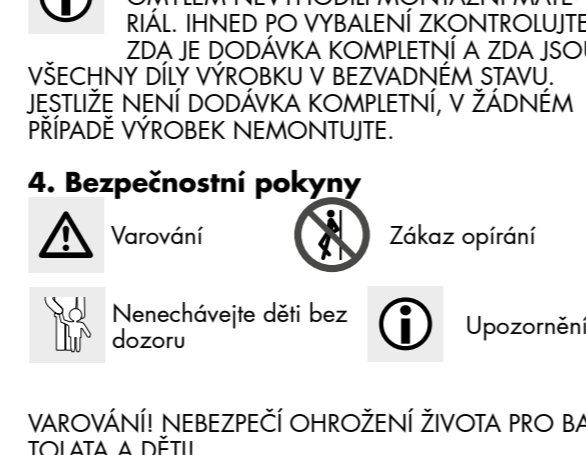 OMYLEM NEVYHODILI MONTÁŽNÍ MATE-
RIÁL. IHNED PO VYBALENÍ ZKONTROLUJTE
ZDA JE DODÁVKA KOMPLETNÍ A ZDA JSOU
VŠECHNY DÍLY VÝROBKU V BEZVADNÉM STAVU.
JESTLIŽE NENÍ DODÁVKA KOMPLETNÍ, V ŽÁDNÉM
PŘÍPADĚ VÝROBEK NEMONTUJTE.
4. Bezpečnostní pokyny
Varování
Zákaz opírání
Nenechávejte děti bez
dozoru
Upozornění
VAROVÁNÍ! NEBEZPEČÍ OHROŽENÍ ŽIVOTA PRO BA
TOLATA A DĚTI!